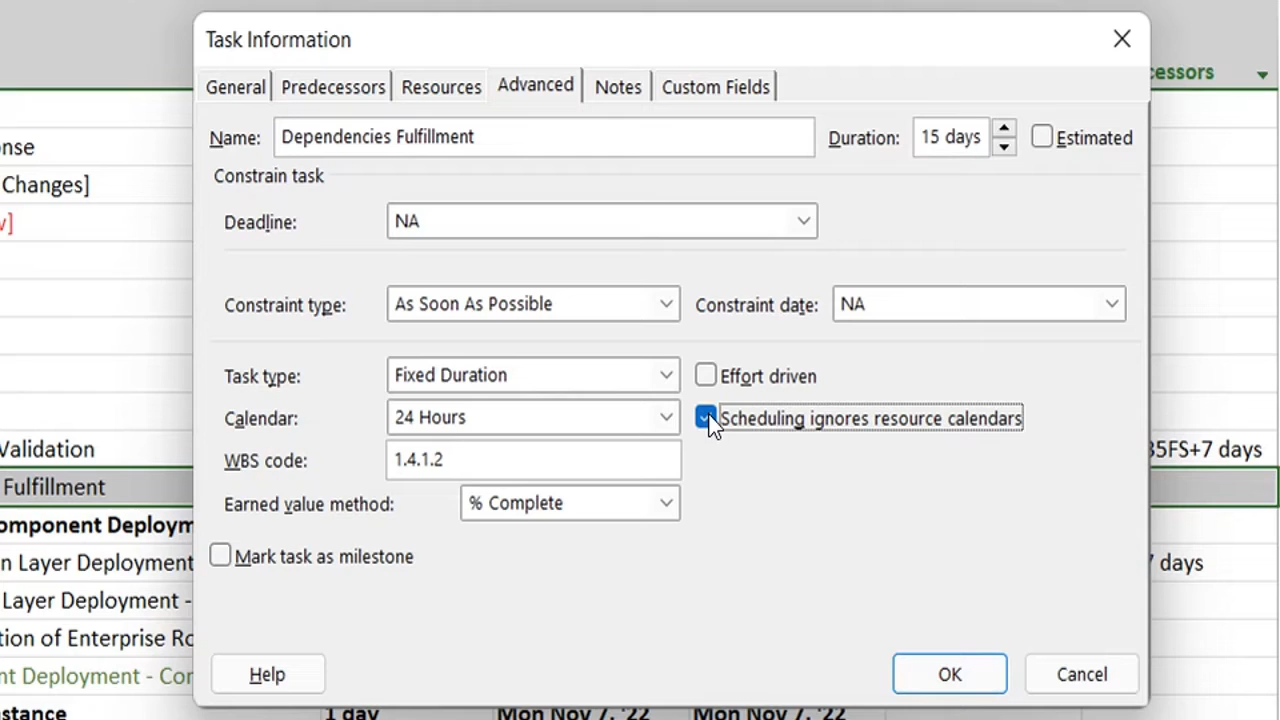 Task Information
General Predecessors Resources Advanced Notes Custom Fields
Name: Dependencies Fulfillment Duration: 15 days Estimated
Constrain task
Deadline: NA
Constraint type: As Soon As Possible Constraint date: NA
Task type: Fixed Duration Effort driven
Calendar: 24 Hours Scheduling ignores resource calendars
WBS code: 1.4.1.2
Earned value method: % Complete
Mark task as milestone
Help OK Cancel
cessors
onse
Changes]
w]
Validation 35FS+7 days
Fulfillment
omponent Deploym
n Layer Deployment 7 days
Layer Deployment -
tion of Enterprise Ro
nt Deployment - Con
stance 1 day Mon Nov 7, '22 Mon Nov 7, '22